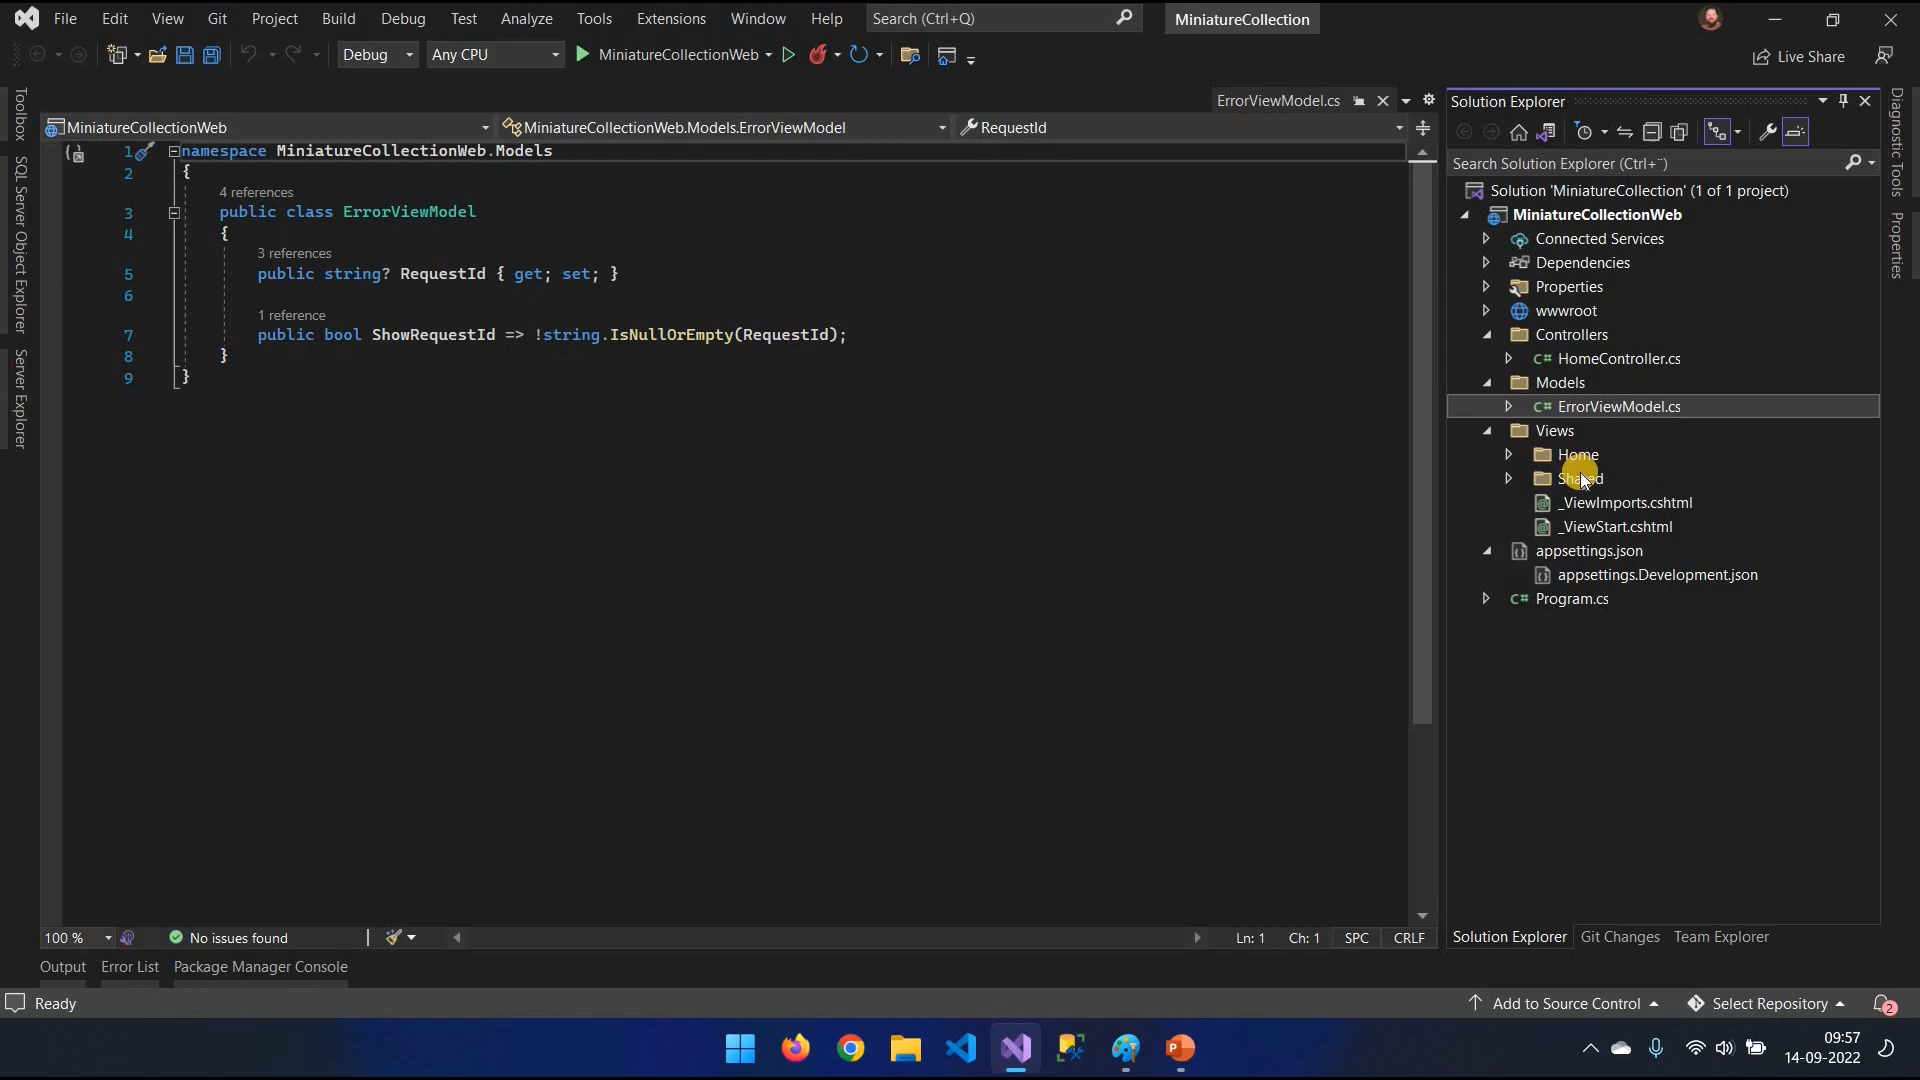 File Edit View Git Project Build Debug Test Analyze Tools Extensions Window Help Search (Ctrl+Q) MiniatureCollection
Debug Any CPU MiniatureCollectionWeb Live Share
ErrorViewModel.cs
MiniatureCollectionWeb MiniatureCollectionWeb.Models.ErrorViewModel RequestId
Toolbox
SQL Server Object Explorer
Server Explorer
1 namespace MiniatureCollectionWeb.Models
2 {
4 references
3 public class ErrorViewModel
4 {
3 references
5 public string? RequestId { get; set; }
6
1 reference
7 public bool ShowRequestId => !string.IsNullOrEmpty(RequestId);
8 }
9 }
100 % No issues found Ln: 1 Ch: 1 SPC CRLF
Solution Explorer
Search Solution Explorer (Ctrl+¨)
Solution 'MiniatureCollection' (1 of 1 project)
MiniatureCollectionWeb
Connected Services
Dependencies
Properties
wwwroot
Controllers
C# HomeController.cs
Models
C# ErrorViewModel.cs
Views
Home
Shared
_ViewImports.cshtml
_ViewStart.cshtml
appsettings.json
appsettings.Development.json
C# Program.cs
Solution Explorer Git Changes Team Explorer
Diagnostic Tools
Properties
Output Error List Package Manager Console
Ready Add to Source Control Select Repository 2
09:57
14-09-2022